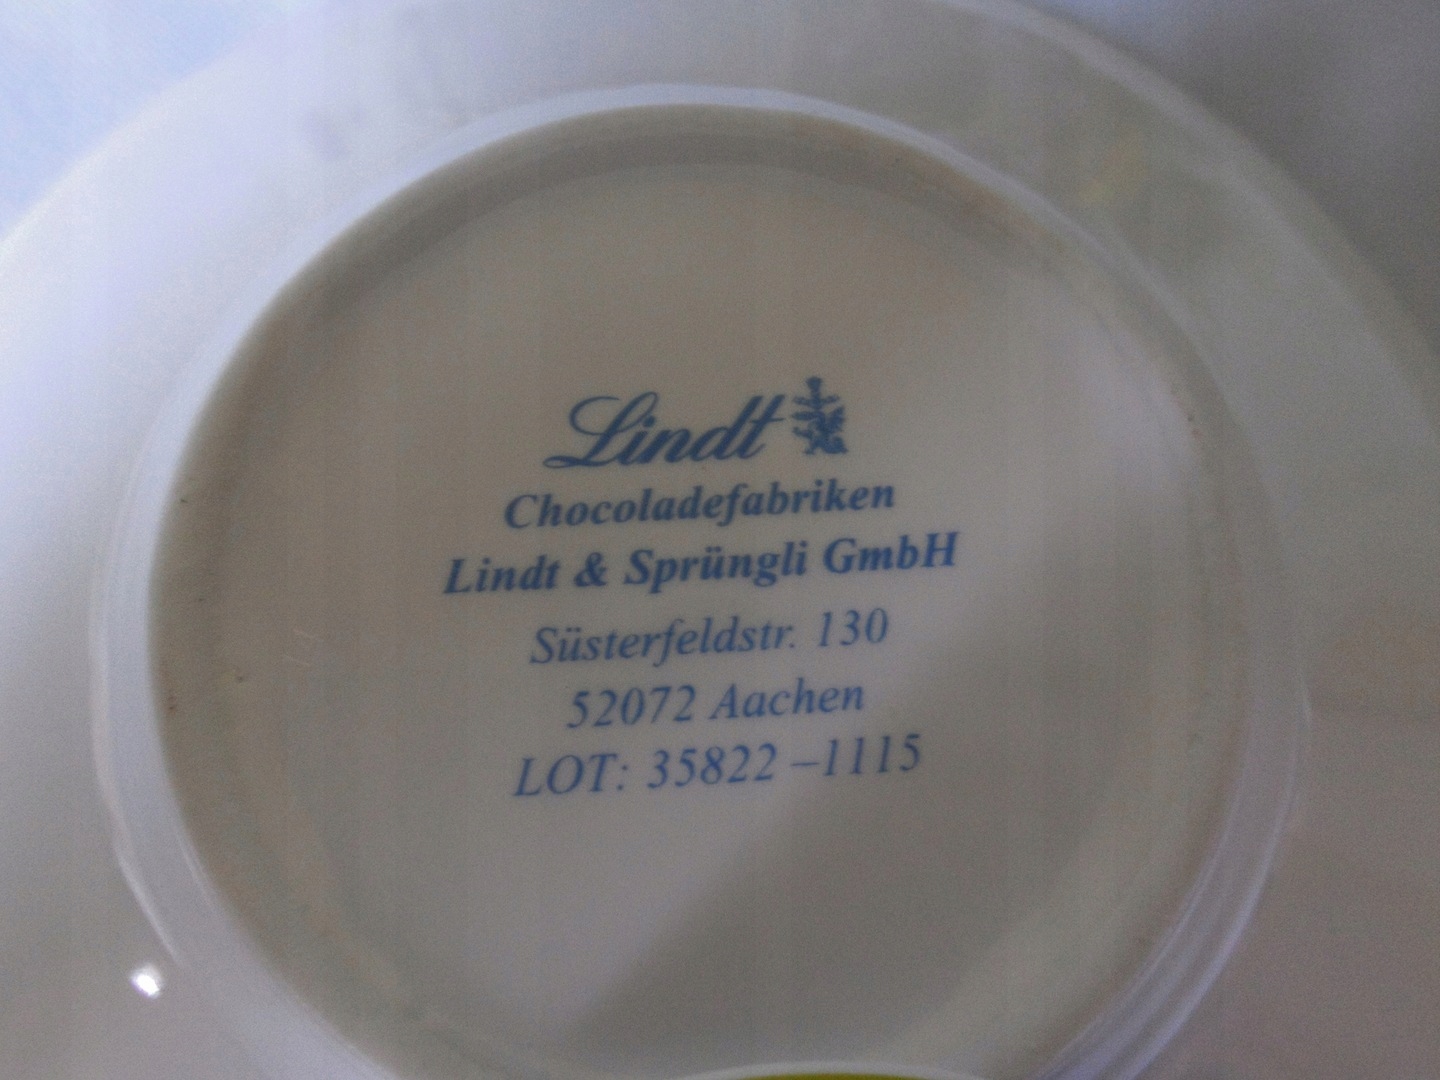 Lindt
Chocoladefabriken
Lindt & Sprüngli GmbH
Süsterfeldstr. 130
52072 Aachen
LOT: 35822 –1115